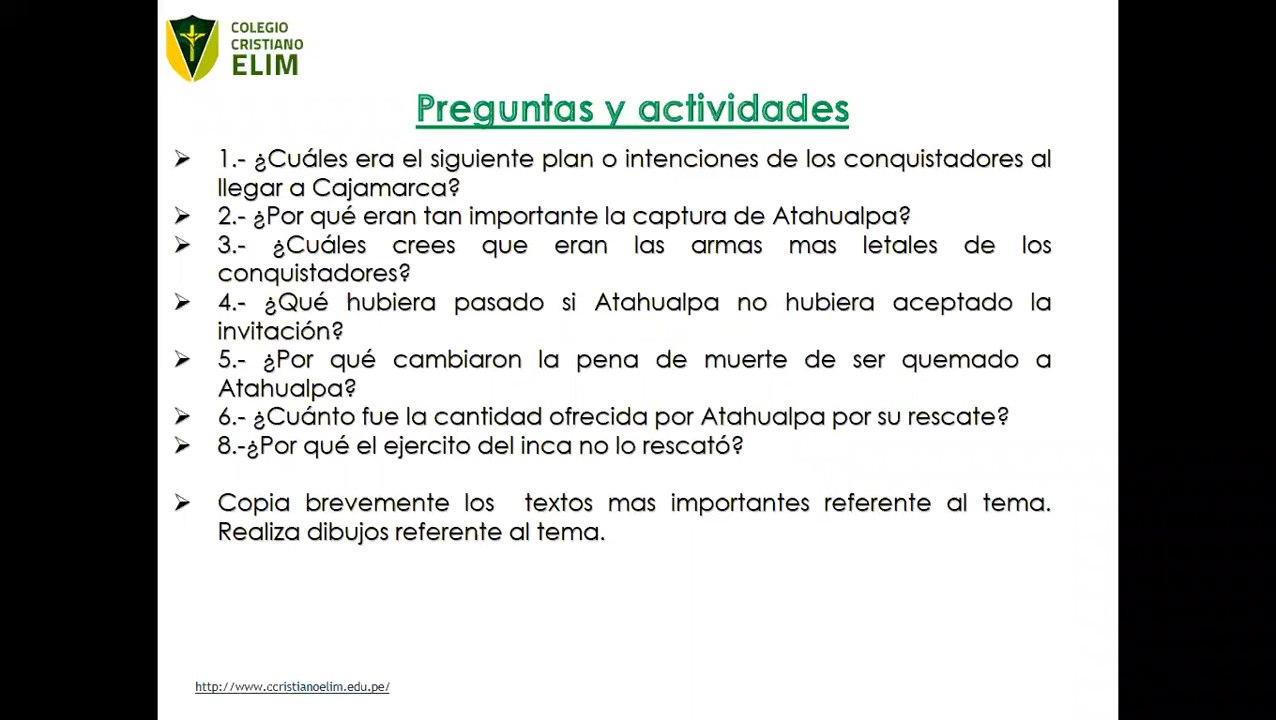 COLEGIO
CRISTIANO
ELIM
Preguntas y actividades
➢ 1.- ¿Cuáles era el siguiente plan o intenciones de los conquistadores al
llegar a Cajamarca?
➢ 2.- ¿Por qué eran tan importante la captura de Atahualpa?
➢ 3.- ¿Cuáles crees que eran las armas mas letales de los
conquistadores?
➢ 4.- ¿Qué hubiera pasado si Atahualpa no hubiera aceptado la
invitación?
➢ 5.- ¿Por qué cambiaron la pena de muerte de ser quemado a
Atahualpa?
➢ 6.- ¿Cuánto fue la cantidad ofrecida por Atahualpa por su rescate?
➢ 8.-¿Por qué el ejercito del inca no lo rescató?
➢ Copia brevemente los textos mas importantes referente al tema.
Realiza dibujos referente al tema.
http://www.ccristianoelim.edu.pe/